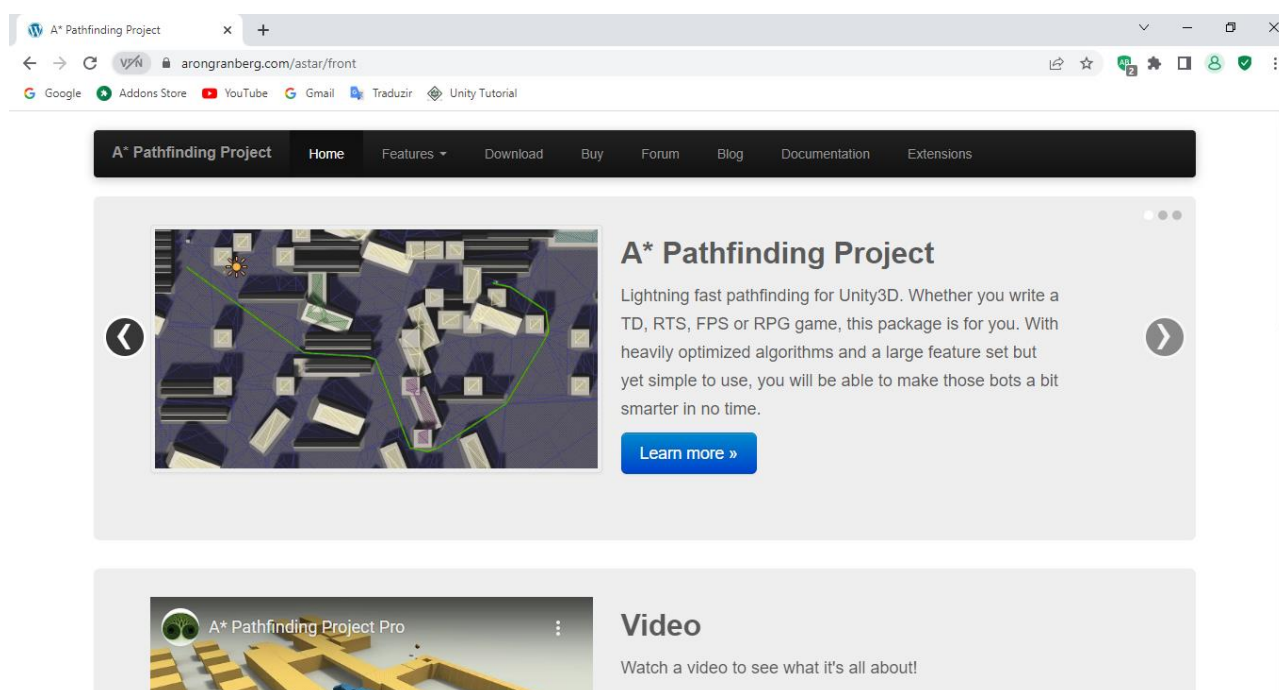 A* Pathfinding Project
VPN arongranberg.com/astar/front
2
Google Addons Store YouTube Gmail Traduzir Unity Tutorial
A* Pathfinding Project Home Features Download Buy Forum Blog Documentation Extensions
A* Pathfinding Project
Lightning fast pathfinding for Unity3D. Whether you write a
TD, RTS, FPS or RPG game, this package is for you. With
heavily optimized algorithms and a large feature set but
yet simple to use, you will be able to make those bots a bit
smarter in no time.
Learn more »
A* Pathfinding Project Pro
Video
Watch a video to see what it's all about!